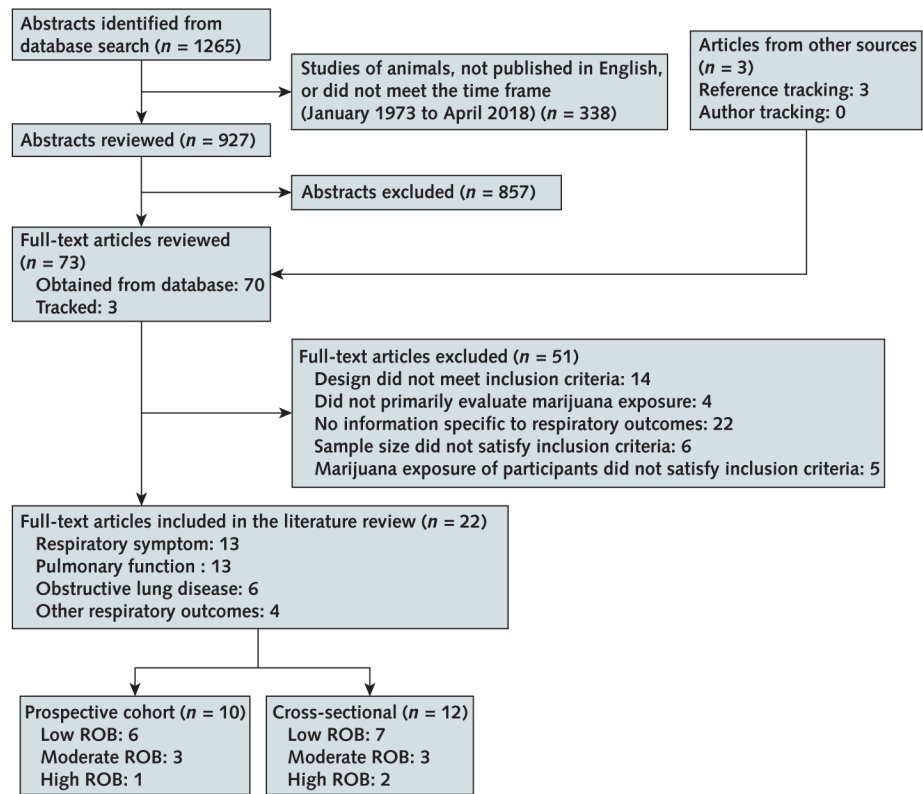 Abstracts identified from
database search (n = 1265)
Studies of animals, not published in English,
or did not meet the time frame
(January 1973 to April 2018) (n = 338)
Articles from other sources
(n = 3)
Reference tracking: 3
Author tracking: 0
Abstracts reviewed (n = 927)
Abstracts excluded (n = 857)
Full-text articles reviewed
(n = 73)
Obtained from database: 70
Tracked: 3
Full-text articles excluded (n = 51)
Design did not meet inclusion criteria: 14
Did not primarily evaluate marijuana exposure: 4
No information specific to respiratory outcomes: 22
Sample size did not satisfy inclusion criteria: 6
Marijuana exposure of participants did not satisfy inclusion criteria: 5
Full-text articles included in the literature review (n = 22)
Respiratory symptom: 13
Pulmonary function : 13
Obstructive lung disease: 6
Other respiratory outcomes: 4
Prospective cohort (n = 10)
Low ROB: 6
Moderate ROB: 3
High ROB: 1
Cross-sectional (n = 12)
Low ROB: 7
Moderate ROB: 3
High ROB: 2